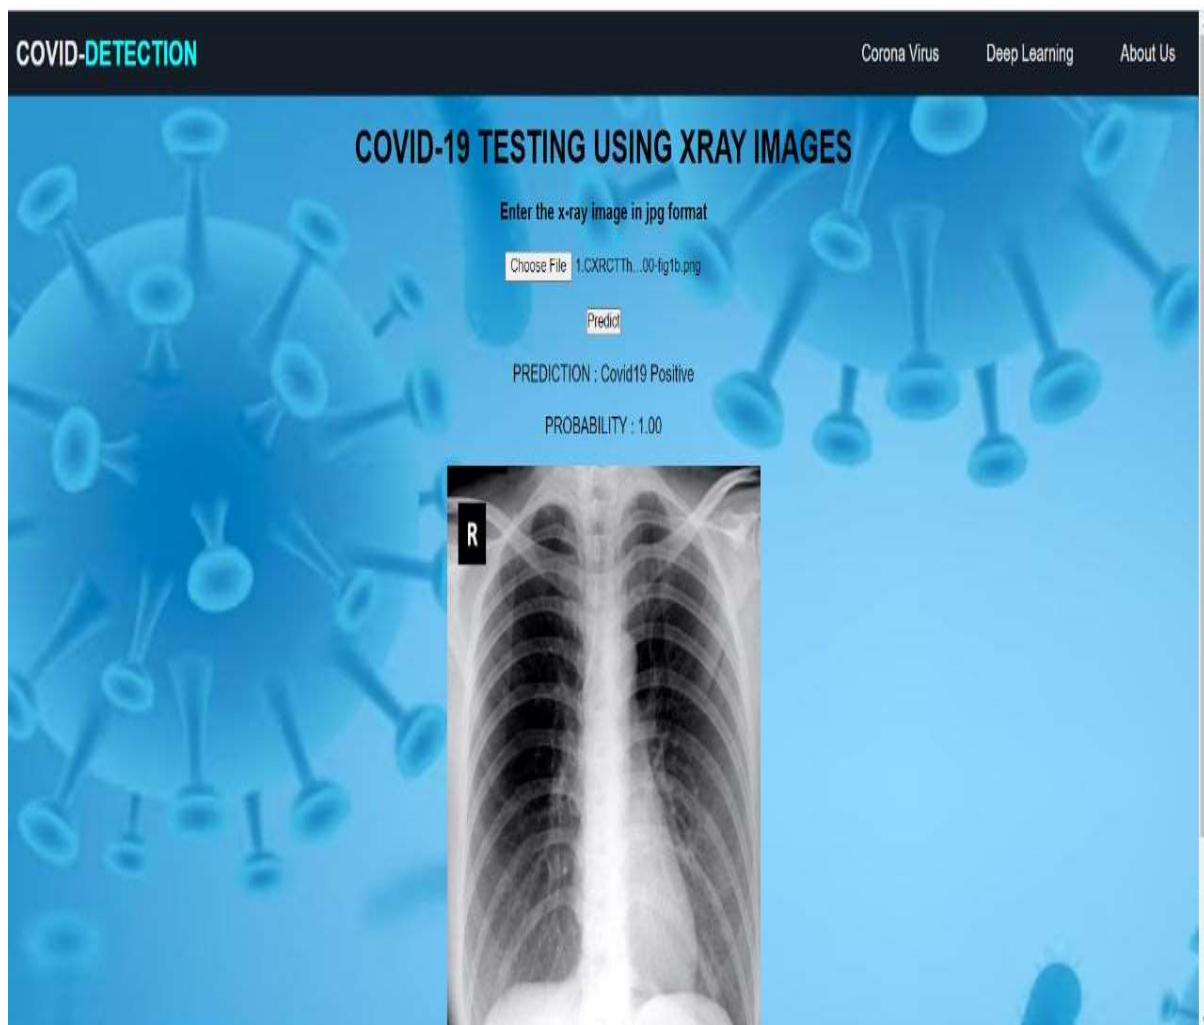 COVID-DETECTION
Corona Virus Deep Learning About Us
COVID-19 TESTING USING XRAY IMAGES
Enter the x-ray image in jpg format
Choose File 1.CXRCTTh...00-fig1b.png
Predict
PREDICTION : Covid19 Positive
PROBABILITY : 1.00
R